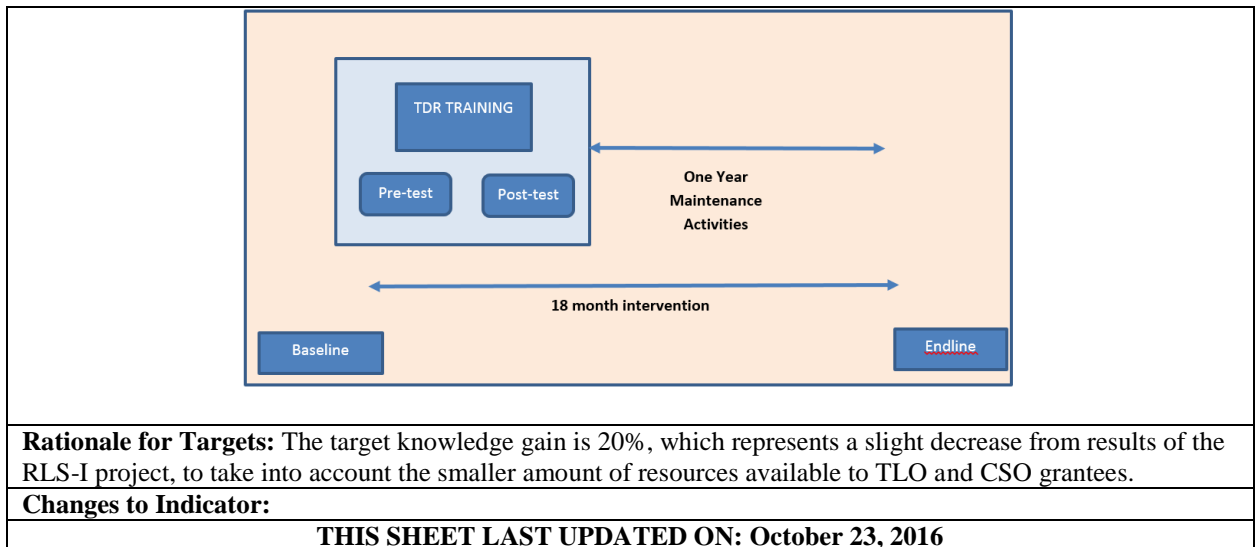 TDR TRAINING
Pre-test
Post-test
One Year
Maintenance
Activities
18 month intervention
Baseline
Endline
Rationale for Targets: The target knowledge gain is 20%, which represents a slight decrease from results of the
RLS-I project, to take into account the smaller amount of resources available to TLO and CSO grantees.
Changes to Indicator:
THIS SHEET LAST UPDATED ON: October 23, 2016